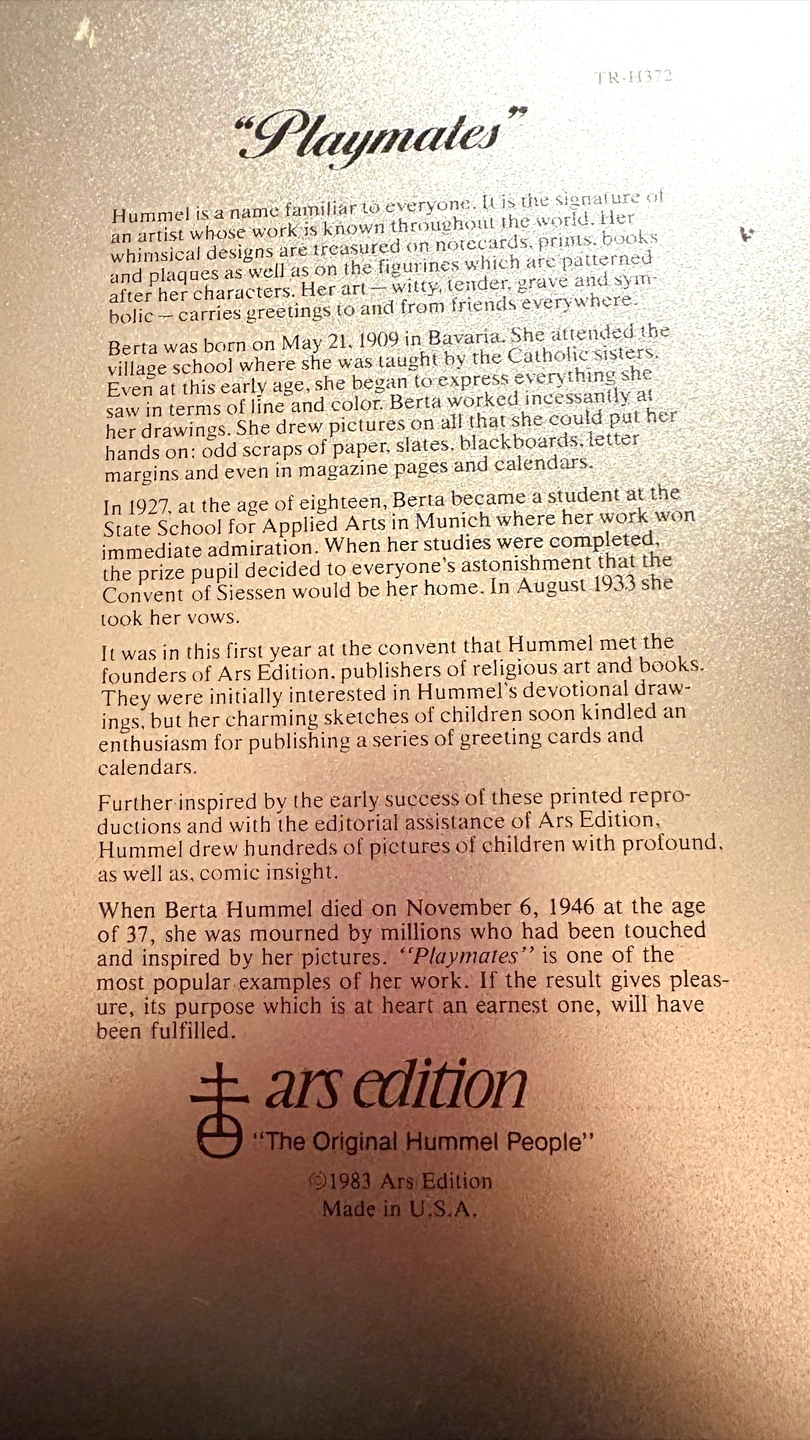 TR-H372
“Playmates”
Hummel is a name familiar to everyone. It is the signature of
an artist whose work is known throughout the world. Her
whimsical designs are treasured on notecards, prints, books
and plaques as well as on the figurines which are patterned
after her characters. Her art — witty, tender, grave and sym-
bolic — carries greetings to and from friends everywhere.
Berta was born on May 21, 1909 in Bavaria. She attended the
village school where she was taught by the Catholic sisters.
Even at this early age, she began to express everything she
saw in terms of line and color. Berta worked incessantly at
her drawings. She drew pictures on all that she could put her
hands on: odd scraps of paper, slates, blackboards, letter
margins and even in magazine pages and calendars.
In 1927, at the age of eighteen, Berta became a student at the
State School for Applied Arts in Munich where her work won
immediate admiration. When her studies were completed,
the prize pupil decided to everyone's astonishment that the
Convent of Siessen would be her home. In August 1933 she
took her vows.
It was in this first year at the convent that Hummel met the
founders of Ars Edition, publishers of religious art and books.
They were initially interested in Hummel's devotional draw-
ings, but her charming sketches of children soon kindled an
enthusiasm for publishing a series of greeting cards and
calendars.
Further inspired by the early success of these printed repro-
ductions and with the editorial assistance of Ars Edition,
Hummel drew hundreds of pictures of children with profound,
as well as, comic insight.
When Berta Hummel died on November 6, 1946 at the age
of 37, she was mourned by millions who had been touched
and inspired by her pictures. “Playmates” is one of the
most popular examples of her work. If the result gives pleas-
ure, its purpose which is at heart an earnest one, will have
been fulfilled.
ars edition
“The Original Hummel People”
©1983 Ars Edition
Made in U.S.A.